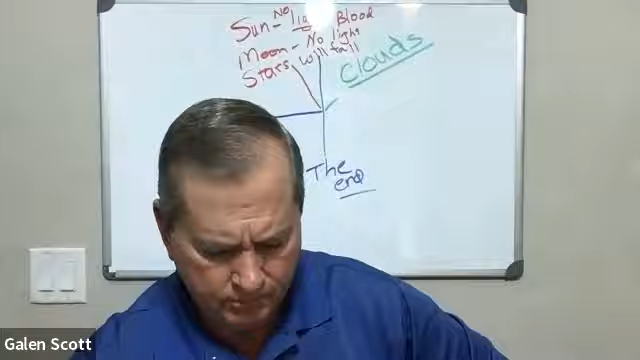 Sun - No light Blood
Moon - No light
Stars will fall
Clouds
The
end
Galen Scott